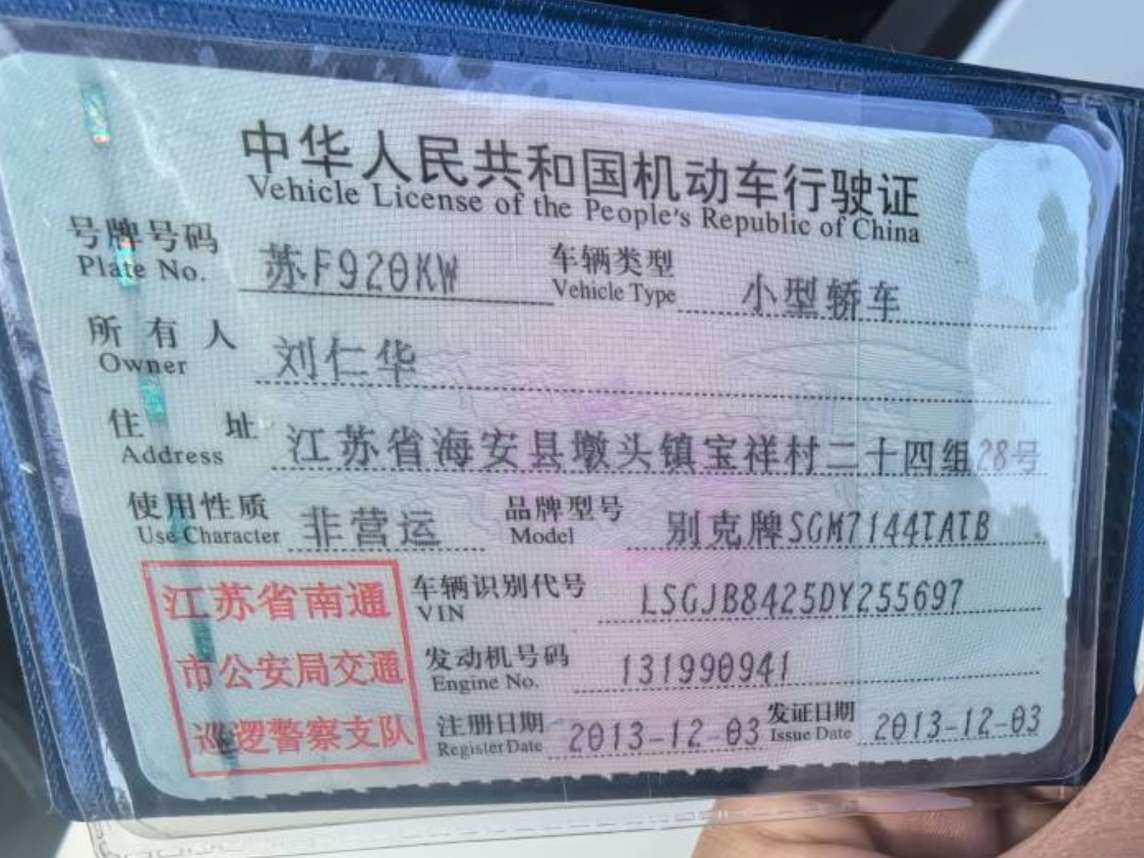 中华人民共和国机动车行驶证
Vehicle License of the People's Republic of China
号牌号码 苏F920KW 车辆类型 小型轿车
Plate No. Vehicle Type
所有人 刘仁华
Owner
住址 江苏省海安县墩头镇宝祥村二十四组28号
Address
使用性质 非营运 品牌型号 别克牌SGM7144TATB
Use Character Model
江苏省南通 车辆识别代号 LSGJB8425DY255697
VIN
市公安局交通 发动机号码 131990941
Engine No.
巡逻警察支队 注册日期 2013-12-03 发证日期 2013-12-03
Register Date Issue Date